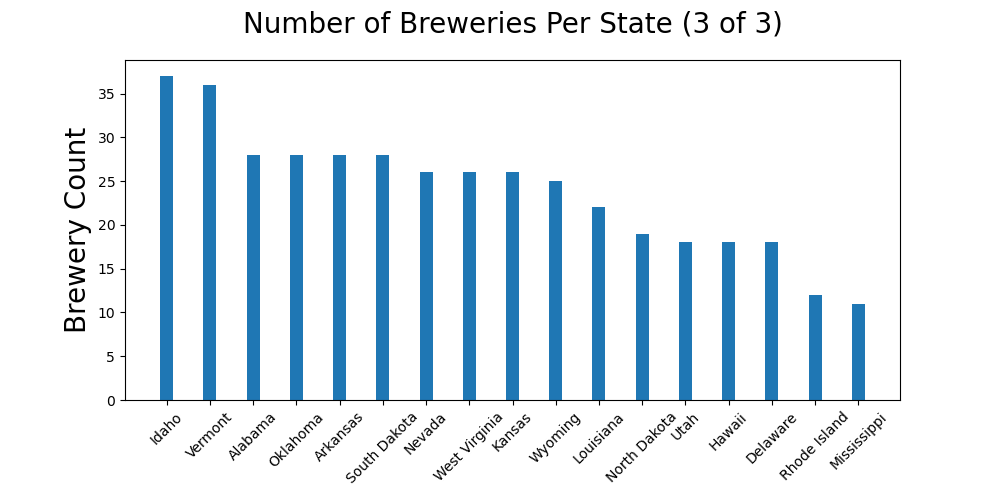 Number of Breweries Per State (3 of 3)
Brewery Count
35
30
25
20
15
10
5
0
Idaho
Vermont
Alabama
Oklahoma
Arkansas
South Dakota
Nevada
West Virginia
Kansas
Wyoming
Louisiana
North Dakota
Utah
Hawaii
Delaware
Rhode Island
Mississippi